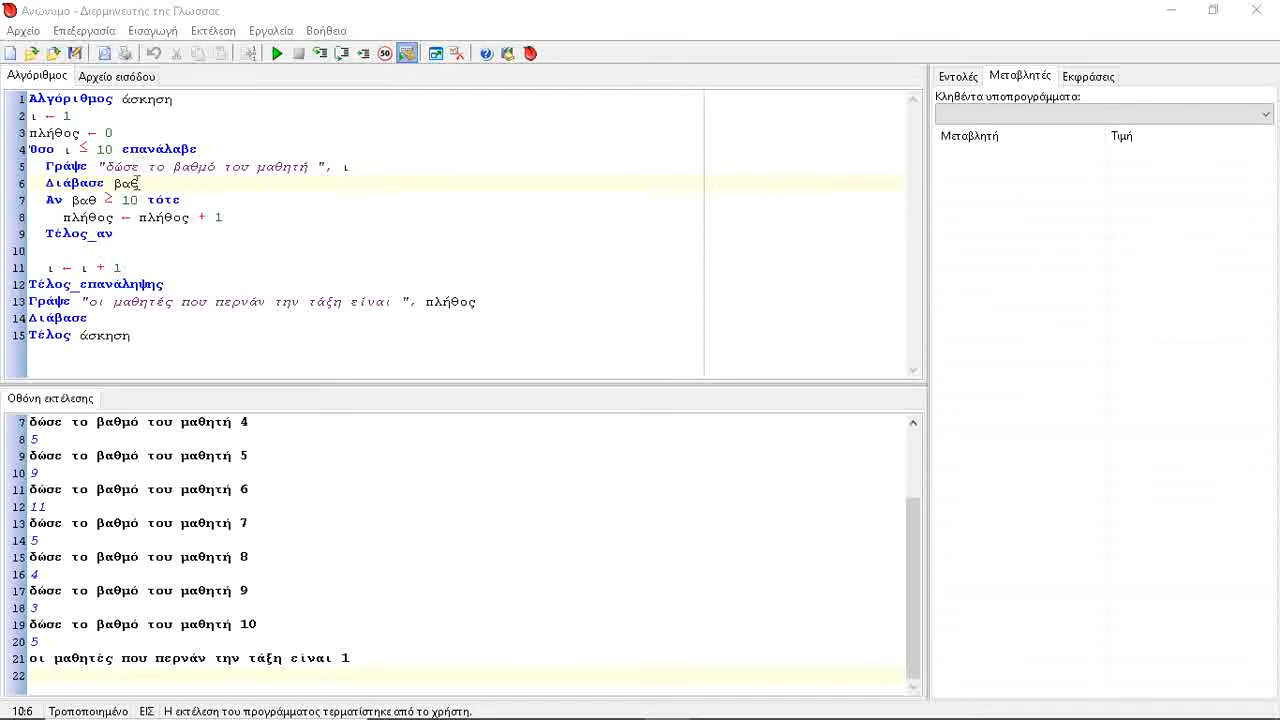 Ανώνυμο - Διερμηνευτής της Γλώσσας
Αρχείο Επεξεργασία Εισαγωγή Εκτέλεση Εργαλεία Βοήθεια
50
Αλγόριθμος Αρχείο εισόδου
1 Αλγόριθμος άσκηση
2 ι ← 1
3 πλήθος ← 0
4 Όσο ι ≤ 10 επανάλαβε
5 Γράψε "δώσε το βαθμό του μαθητή ", ι
6 Διάβασε βαθ
7 Αν βαθ ≥ 10 τότε
8 πλήθος ← πλήθος + 1
9 Τέλος_αν
10
11 ι ← ι + 1
12 Τέλος_επανάληψης
13 Γράψε "οι μαθητές που περνάν την τάξη είναι ", πλήθος
14 Διάβασε
15 Τέλος άσκηση
Οθόνη εκτέλεσης
7 δώσε το βαθμό του μαθητή 4
8 5
9 δώσε το βαθμό του μαθητή 5
10 9
11 δώσε το βαθμό του μαθητή 6
12 11
13 δώσε το βαθμό του μαθητή 7
14 5
15 δώσε το βαθμό του μαθητή 8
16 4
17 δώσε το βαθμό του μαθητή 9
18 3
19 δώσε το βαθμό του μαθητή 10
20 5
21 οι μαθητές που περνάν την τάξη είναι 1
22
Εντολές Μεταβλητές Εκφράσεις
Κληθέντα υποπρογράμματα:
Μεταβλητή Τιμή
10:6 Τροποποιημένο ΕΙΣ Η εκτέλεση του προγράμματος τερματίστηκε από το χρήστη.